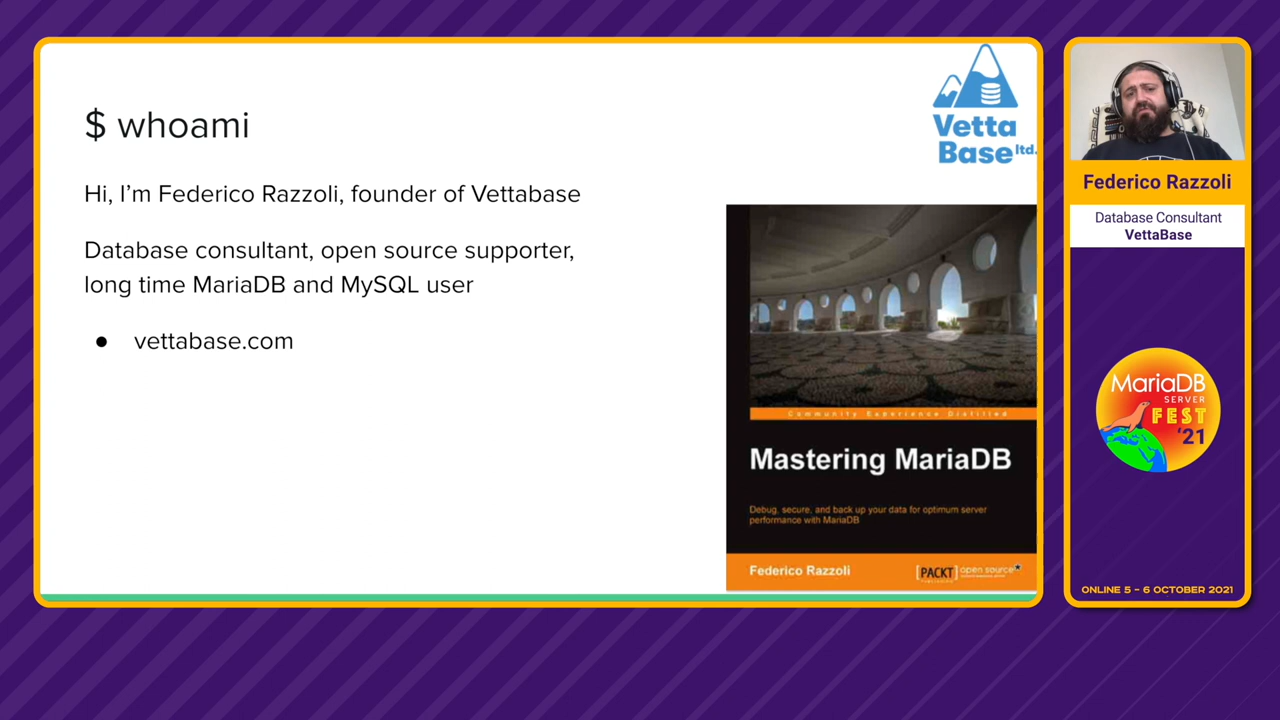 $ whoami
Hi, I’m Federico Razzoli, founder of Vettabase
Database consultant, open source supporter,
long time MariaDB and MySQL user
● vettabase.com
Vetta
Base ltd.
Community Experience Distilled
Mastering MariaDB
Debug, secure, and back up your data for optimum server
performance with MariaDB
Federico Razzoli
[PACKT] open source
PUBLISHING
Federico Razzoli
Database Consultant
VettaBase
MariaDB
SERVER
FEST
'21
ONLINE 5 – 6 OCTOBER 2021